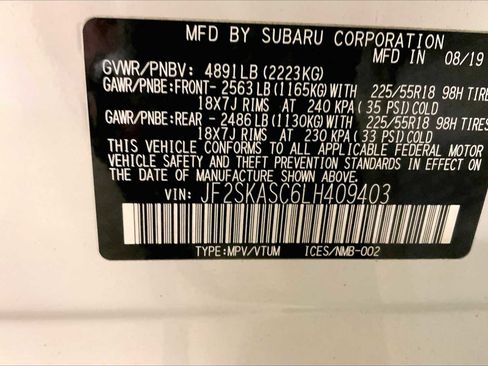 MFD BY SUBARU CORPORATION
MFD IN 08/19
GVWR/PNBV: 4891LB(2223KG)
GAWR/PNBE:FRONT- 2563LB(1165KG)WITH 225/55R18 98H TIRES
18X7J RIMS AT 240 KPA(35 PSI)COLD
GAWR/PNBE:REAR - 2486LB(1130KG)WITH 225/55R18 98H TIRES
18X7J RIMS AT 230 KPA(33 PSI)COLD
THIS VEHICLE CONFORMS TO ALL APPLICABLE FEDERAL MOTOR
VEHICLE SAFETY AND THEFT PREVENTION STANDARDS IN EFFECT ON
THE DATE OF MANUFACTURE SHOWN ABOVE.
VIN: JF2SKASC6LH409403
TYPE:MPV/VTUM ICES/NMB-002